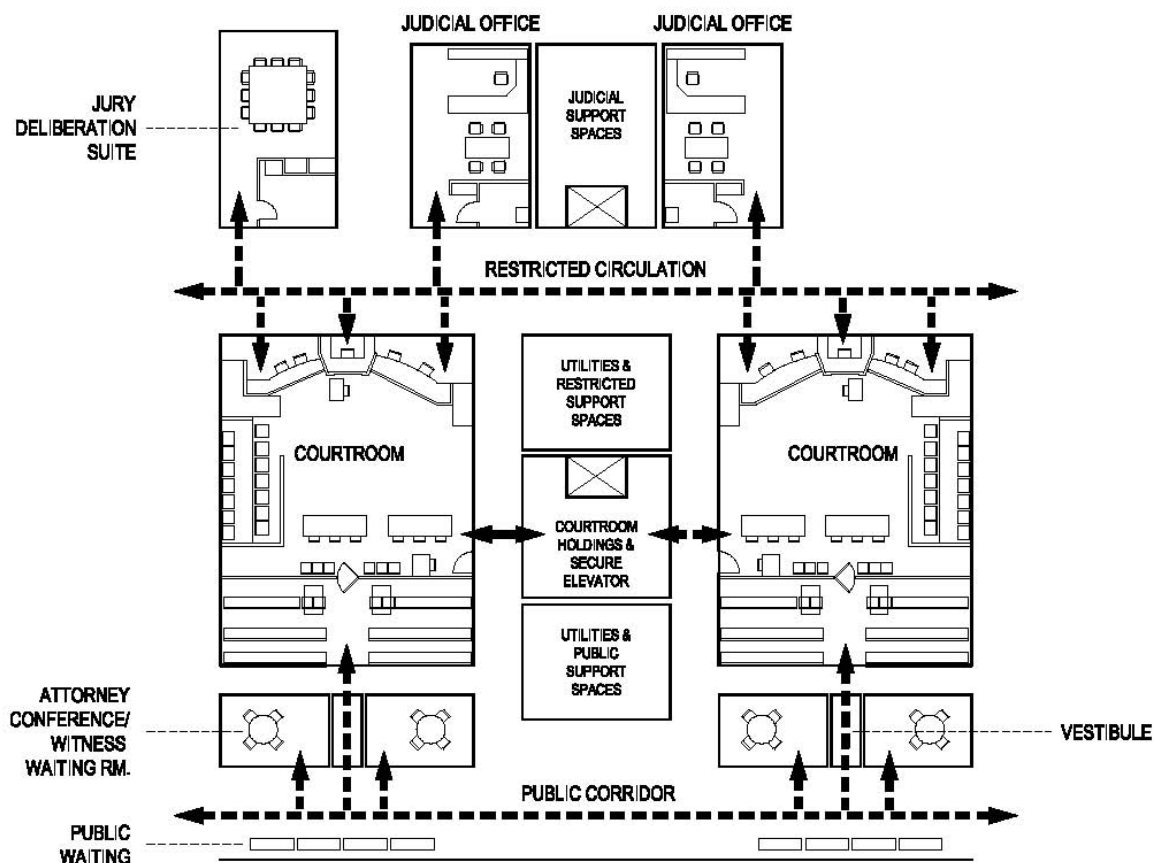 JUDICIAL OFFICE
JUDICIAL OFFICE
JURY
DELIBERATION
SUITE
JUDICIAL
SUPPORT
SPACES
RESTRICTED CIRCULATION
UTILITIES &
RESTRICTED
SUPPORT
SPACES
COURTROOM
COURTROOM
COURTROOM
HOLDINGS &
SECURE
ELEVATOR
UTILITIES &
PUBLIC
SUPPORT
SPACES
ATTORNEY
CONFERENCE/
WITNESS
WAITING RM.
VESTIBULE
PUBLIC CORRIDOR
PUBLIC
WAITING